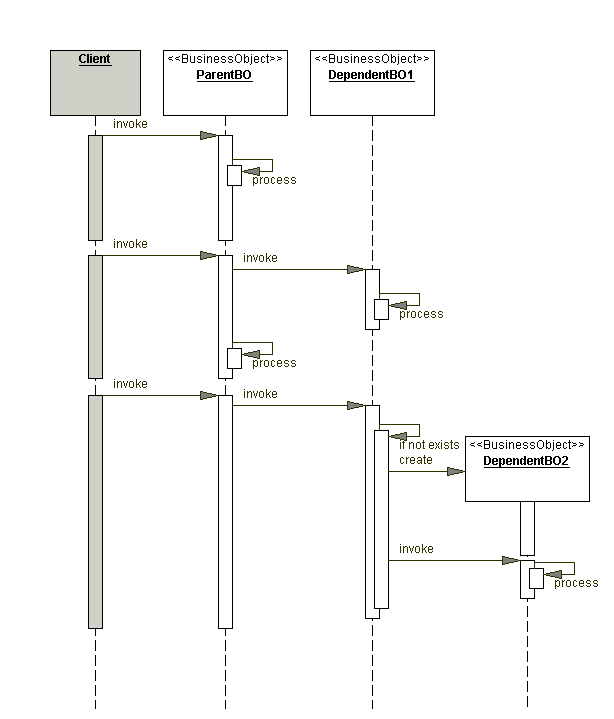 Client
<<BusinessObject>>
ParentBO
<<BusinessObject>>
DependentBO1
invoke
process
invoke
invoke
process
process
invoke
invoke
if not exists
create
<<BusinessObject>>
DependentBO2
invoke
process